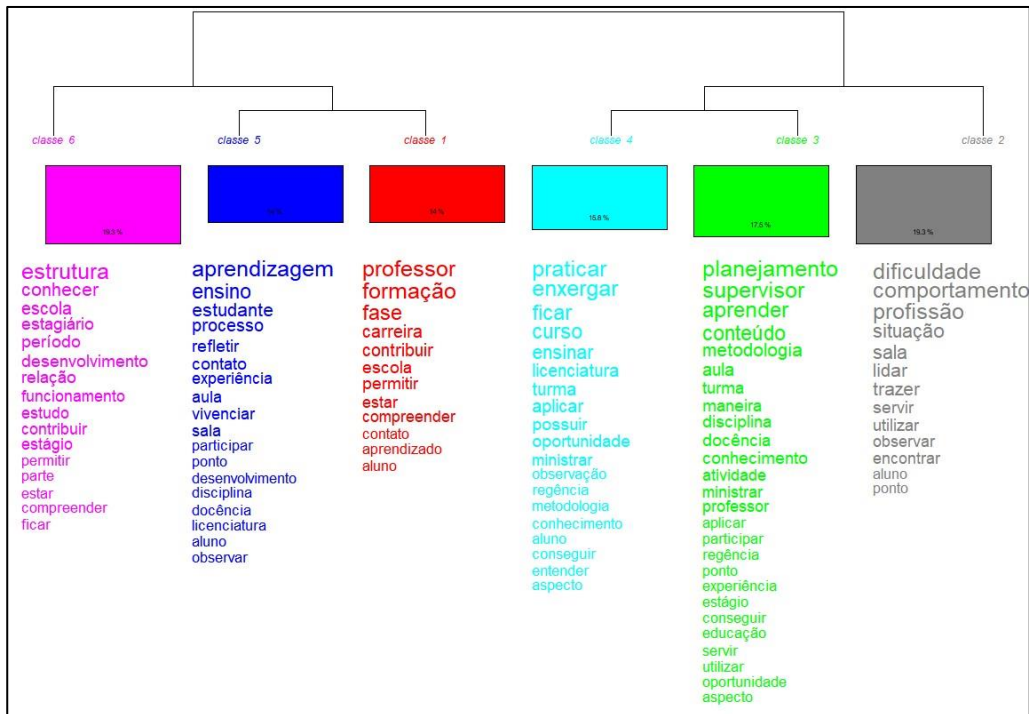 classe 6
classe 5
classe 1
classe 4
classe 3
classe 2
19.3 %
14 %
15.8 %
17.5 %
19.3 %
estrutura
conhecer
escola
estagiário
período
desenvolvimento
relação
funcionamento
estudo
contribuir
estágio
permitir
parte
estar
compreender
ficar
aprendizagem
ensino
estudante
processo
refletir
contato
experiência
aula
vivenciar
sala
participar
ponto
desenvolvimento
disciplina
docência
licenciatura
aluno
observar
professor
formação
fase
carreira
contribuir
escola
permitir
estar
compreender
contato
aprendizado
aluno
praticar
enxergar
ficar
curso
ensinar
licenciatura
turma
aplicar
possuir
oportunidade
ministrar
observação
regência
metodologia
conhecimento
aluno
conseguir
entender
aspecto
planejamento
supervisor
aprender
conteúdo
metodologia
aula
turma
maneira
disciplina
docência
conhecimento
atividade
ministrar
professor
aplicar
participar
regência
ponto
experiência
estágio
conseguir
educação
servir
utilizar
oportunidade
aspecto
dificuldade
comportamento
profissão
situação
sala
lidar
trazer
servir
utilizar
observar
encontrar
aluno
ponto